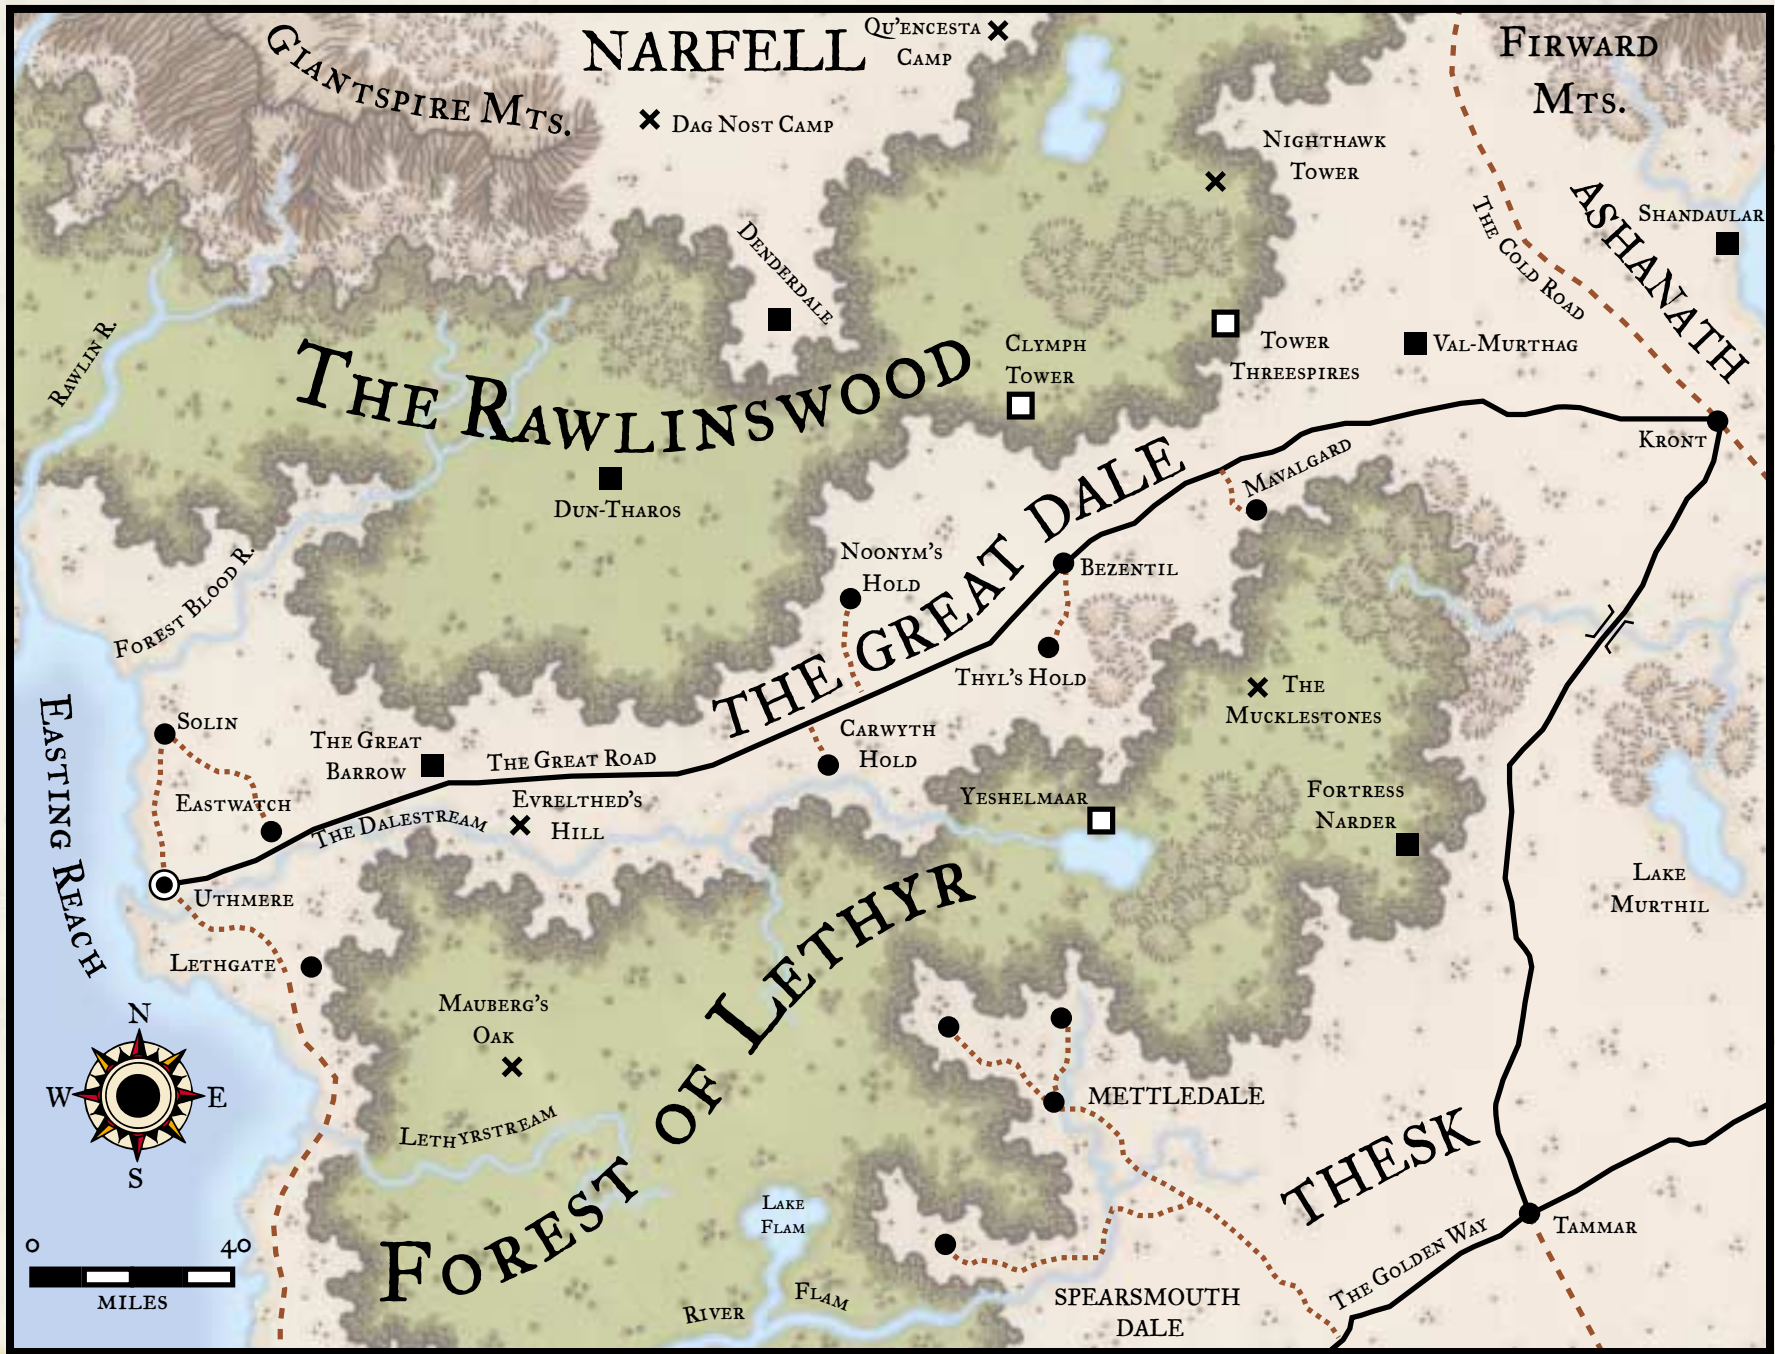 Giantspire Mts.
NARFELL
Qu'encesta
Camp
Firward
Mts.
Dag Nost Camp
Nighthawk
Tower
Ashanath
Shandaular
The Cold Road
Denderdale
Rawlin R.
Clymph
Tower
Tower
Threespires
Val-Murthag
The Rawlinswood
Kront
Mavalgard
Dun-Tharos
THE GREAT DALE
Noonym's
Hold
Bezentil
Forest Blood R.
Thyl's Hold
The
Mucklestones
Easting Reach
Solin
The Great
Barrow
The Great Road
Carwyth
Hold
Eastwatch
Evrelthed's
Hill
The Dalestream
Yeshelmaar
Fortress
Narder
Uthmere
Lake
Murthil
Lethgate
Forest of Lethyr
Mauberg's
Oak
N
W
E
S
Lethyrstream
METTLEDALE
THESK
Lake
Flam
Tammar
The Golden Way
0
40
MILES
River
Flam
SPEARSMOUTH
DALE